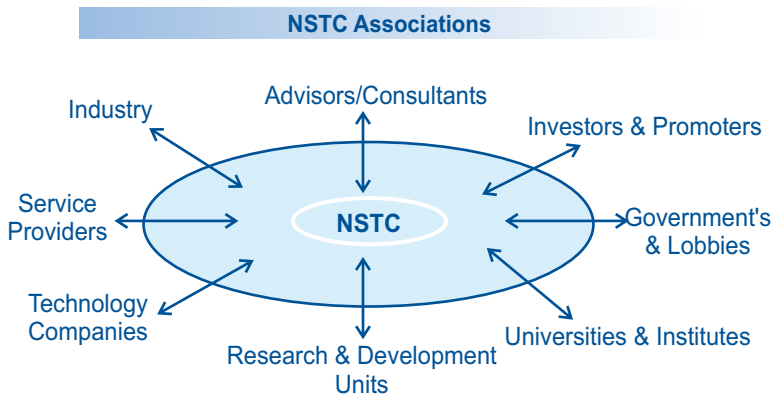 NSTC Associations
Advisors/Consultants
Industry
Investors & Promoters
Service
Providers
NSTC
Government's
& Lobbies
Technology
Companies
Universities & Institutes
Research & Development
Units